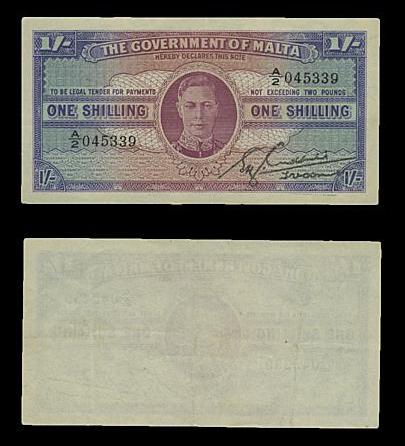 1/- THE GOVERNMENT OF MALTA 1/-
HEREBY DECLARES THIS NOTE
A/2 045339
TO BE LEGAL TENDER FOR PAYMENTS NOT EXCEEDING TWO POUNDS
ONE SHILLING ONE SHILLING
A/2 045339
1/- 1/-